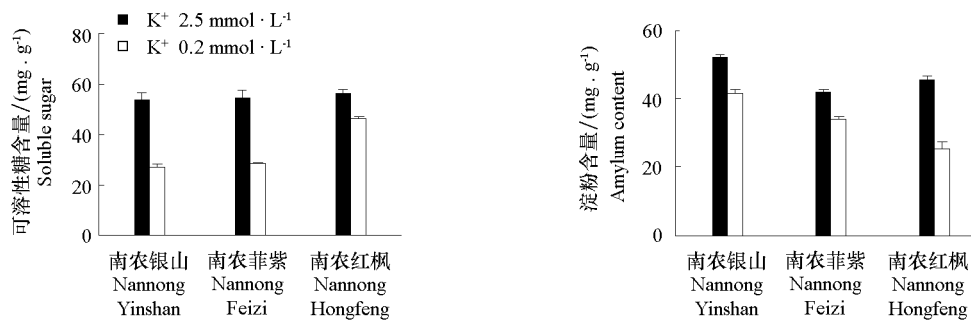 K⁺ 2.5 mmol · L⁻¹
K⁺ 0.2 mmol · L⁻¹
可溶性糖含量/(mg · g⁻¹)
Soluble sugar
80
60
40
20
0
南农银山
Nannong
Yinshan
南农菲紫
Nannong
Feizi
南农红枫
Nannong
Hongfeng
淀粉含量/(mg · g⁻¹)
Amylum content
60
40
20
0
南农银山
Nannong
Yinshan
南农菲紫
Nannong
Feizi
南农红枫
Nannong
Hongfeng